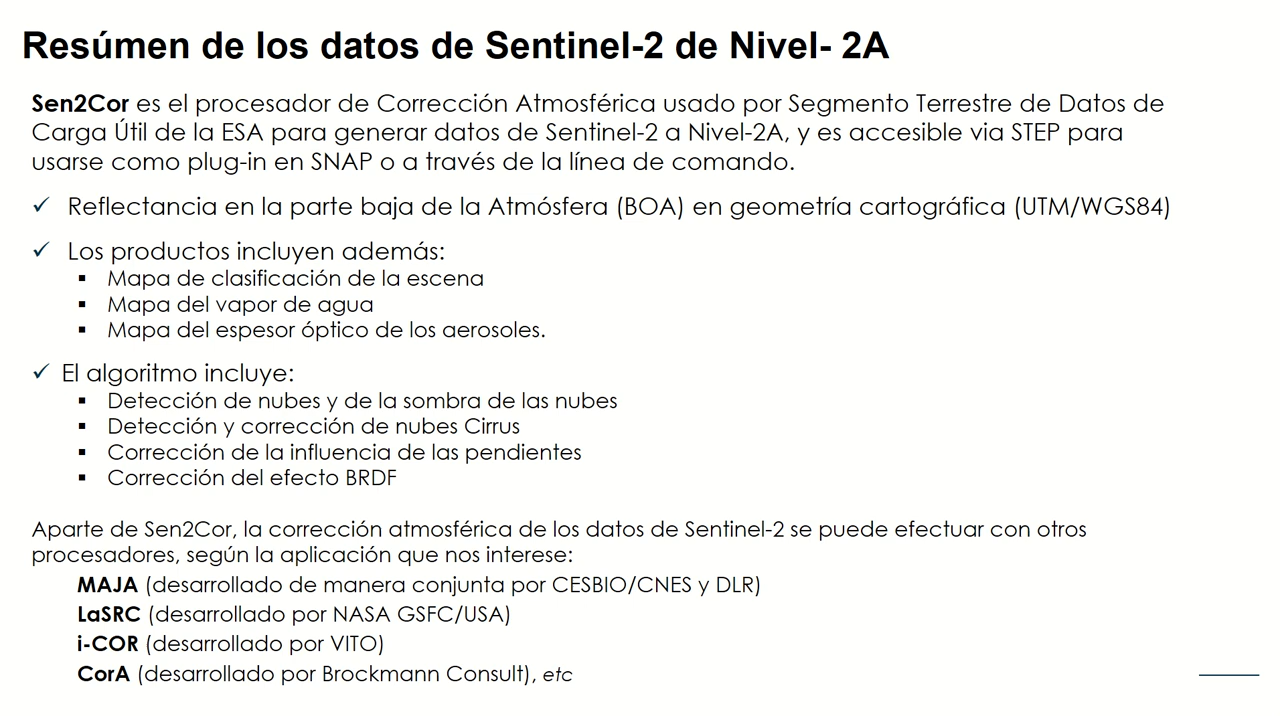 Resúmen de los datos de Sentinel-2 de Nivel- 2A
Sen2Cor es el procesador de Corrección Atmosférica usado por Segmento Terrestre de Datos de
Carga Útil de la ESA para generar datos de Sentinel-2 a Nivel-2A, y es accesible via STEP para
usarse como plug-in en SNAP o a través de la línea de comando.
✓ Reflectancia en la parte baja de la Atmósfera (BOA) en geometría cartográfica (UTM/WGS84)
✓ Los productos incluyen además:
▪ Mapa de clasificación de la escena
▪ Mapa del vapor de agua
▪ Mapa del espesor óptico de los aerosoles.
✓ El algoritmo incluye:
▪ Detección de nubes y de la sombra de las nubes
▪ Detección y corrección de nubes Cirrus
▪ Corrección de la influencia de las pendientes
▪ Corrección del efecto BRDF
Aparte de Sen2Cor, la corrección atmosférica de los datos de Sentinel-2 se puede efectuar con otros
procesadores, según la aplicación que nos interese:
MAJA (desarrollado de manera conjunta por CESBIO/CNES y DLR)
LaSRC (desarrollado por NASA GSFC/USA)
i-COR (desarrollado por VITO)
CorA (desarrollado por Brockmann Consult), etc